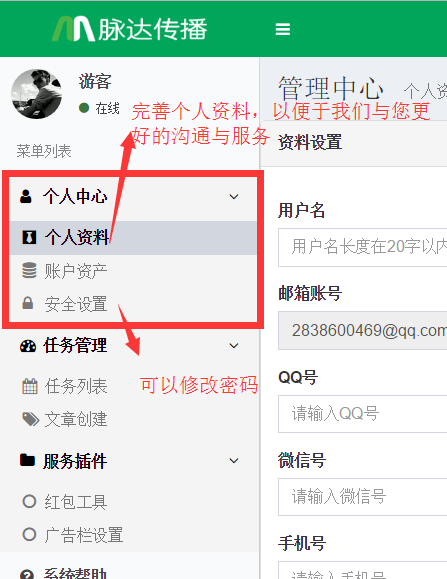 脉达传播
游客
在线
菜单列表
完善个人资料，以便于我们与您更
好的沟通与服务
个人中心
个人资料
账户资产
安全设置
可以修改密码
任务管理
任务列表
文章创建
服务插件
红包工具
广告栏设置
系统帮助
管理中心 个人资
资料设置
用户名
用户名长度在20字以内
邮箱账号
2838600469@qq.com
QQ号
请输入QQ号
微信号
请输入微信号
手机号
请输入手机号